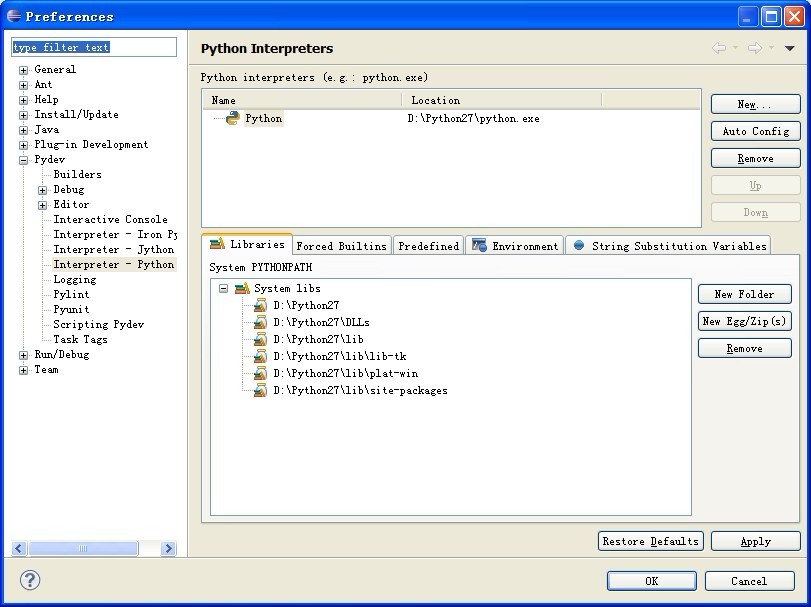 Preferences
type filter text
General
Ant
Help
Install/Update
Java
Plug-in Development
Pydev
Builders
Debug
Editor
Interactive Console
Interpreter - Iron Py
Interpreter - Jython
Interpreter - Python
Logging
Pylint
Pyunit
Scripting Pydev
Task Tags
Run/Debug
Team
Python Interpreters
Python interpreters (e.g.: python.exe)
Name Location
Python D:\Python27\python.exe
New...
Auto Config
Remove
Up
Down
Libraries Forced Builtins Predefined Environment String Substitution Variables
System PYTHONPATH
System libs
D:\Python27
D:\Python27\DLLs
D:\Python27\lib
D:\Python27\lib\lib-tk
D:\Python27\lib\plat-win
D:\Python27\lib\site-packages
New Folder
New Egg/Zip(s)
Remove
Restore Defaults Apply
OK Cancel